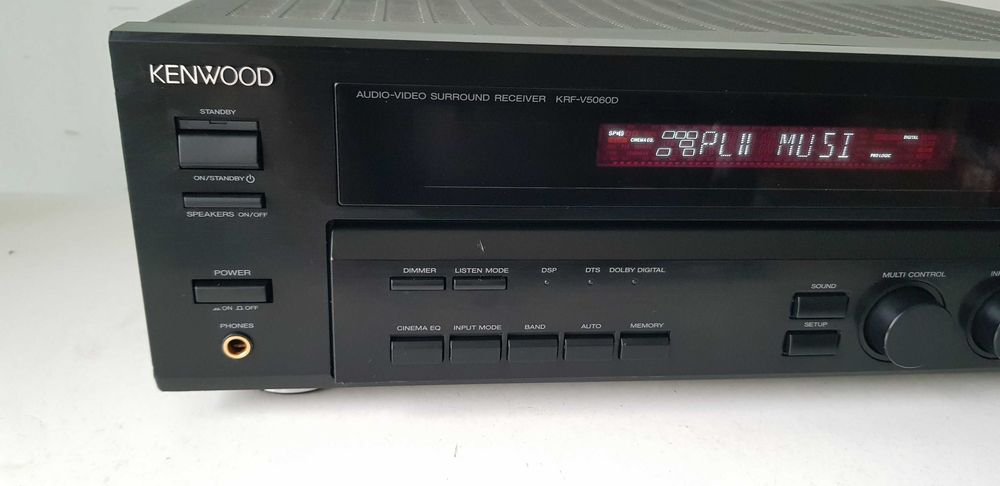 KENWOOD
AUDIO-VIDEO SURROUND RECEIVER KRF-V5060D
STANDBY
ON/STANDBY
SPEAKERS ON/OFF
SP
CINEMA EQ.
PLII MUSI
PRO LOGIC
DIGITAL
POWER
ON OFF
PHONES
DIMMER LISTEN MODE DSP DTS DOLBY DIGITAL
CINEMA EQ INPUT MODE BAND AUTO MEMORY
SOUND
SETUP
MULTI CONTROL
IN